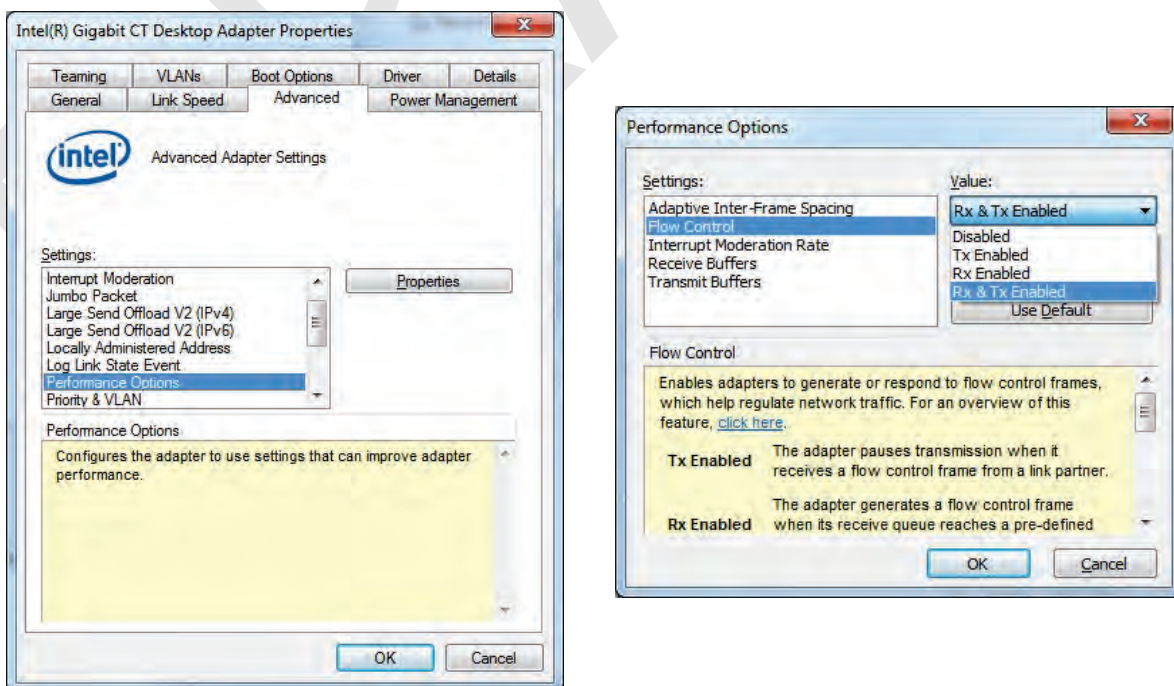 Intel(R) Gigabit CT Desktop Adapter Properties
Teaming VLANs Boot Options Driver Details
General Link Speed Advanced Power Management
intel Advanced Adapter Settings
Settings:
Interrupt Moderation
Jumbo Packet
Large Send Offload V2 (IPv4)
Large Send Offload V2 (IPv6)
Locally Administered Address
Log Link State Event
Performance Options
Priority & VLAN
Properties
Performance Options
Configures the adapter to use settings that can improve adapter
performance.
OK Cancel
Performance Options
Settings:
Adaptive Inter-Frame Spacing
Flow Control
Interrupt Moderation Rate
Receive Buffers
Transmit Buffers
Value:
Rx & Tx Enabled
Disabled
Tx Enabled
Rx Enabled
Rx & Tx Enabled
Use Default
Flow Control
Enables adapters to generate or respond to flow control frames,
which help regulate network traffic. For an overview of this
feature, click here.
Tx Enabled The adapter pauses transmission when it
receives a flow control frame from a link partner.
The adapter generates a flow control frame
Rx Enabled when its receive queue reaches a pre-defined
OK Cancel